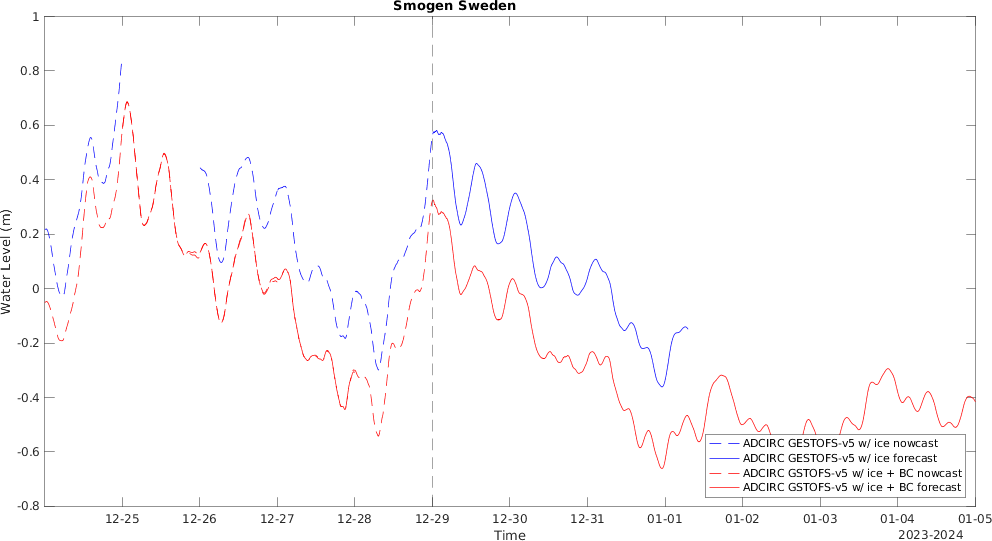 Smogen Sweden
1
0.8
0.6
0.4
0.2
0
-0.2
-0.4
-0.6
-0.8
Water Level (m)
ADCIRC GESTOFS-v5 w/ ice nowcast
ADCIRC GESTOFS-v5 w/ ice forecast
ADCIRC GSTOFS-v5 w/ ice + BC nowcast
ADCIRC GSTOFS-v5 w/ ice + BC forecast
12-25 12-26 12-27 12-28 12-29 12-30 12-31 01-01 01-02 01-03 01-04 01-05
Time
2023-2024